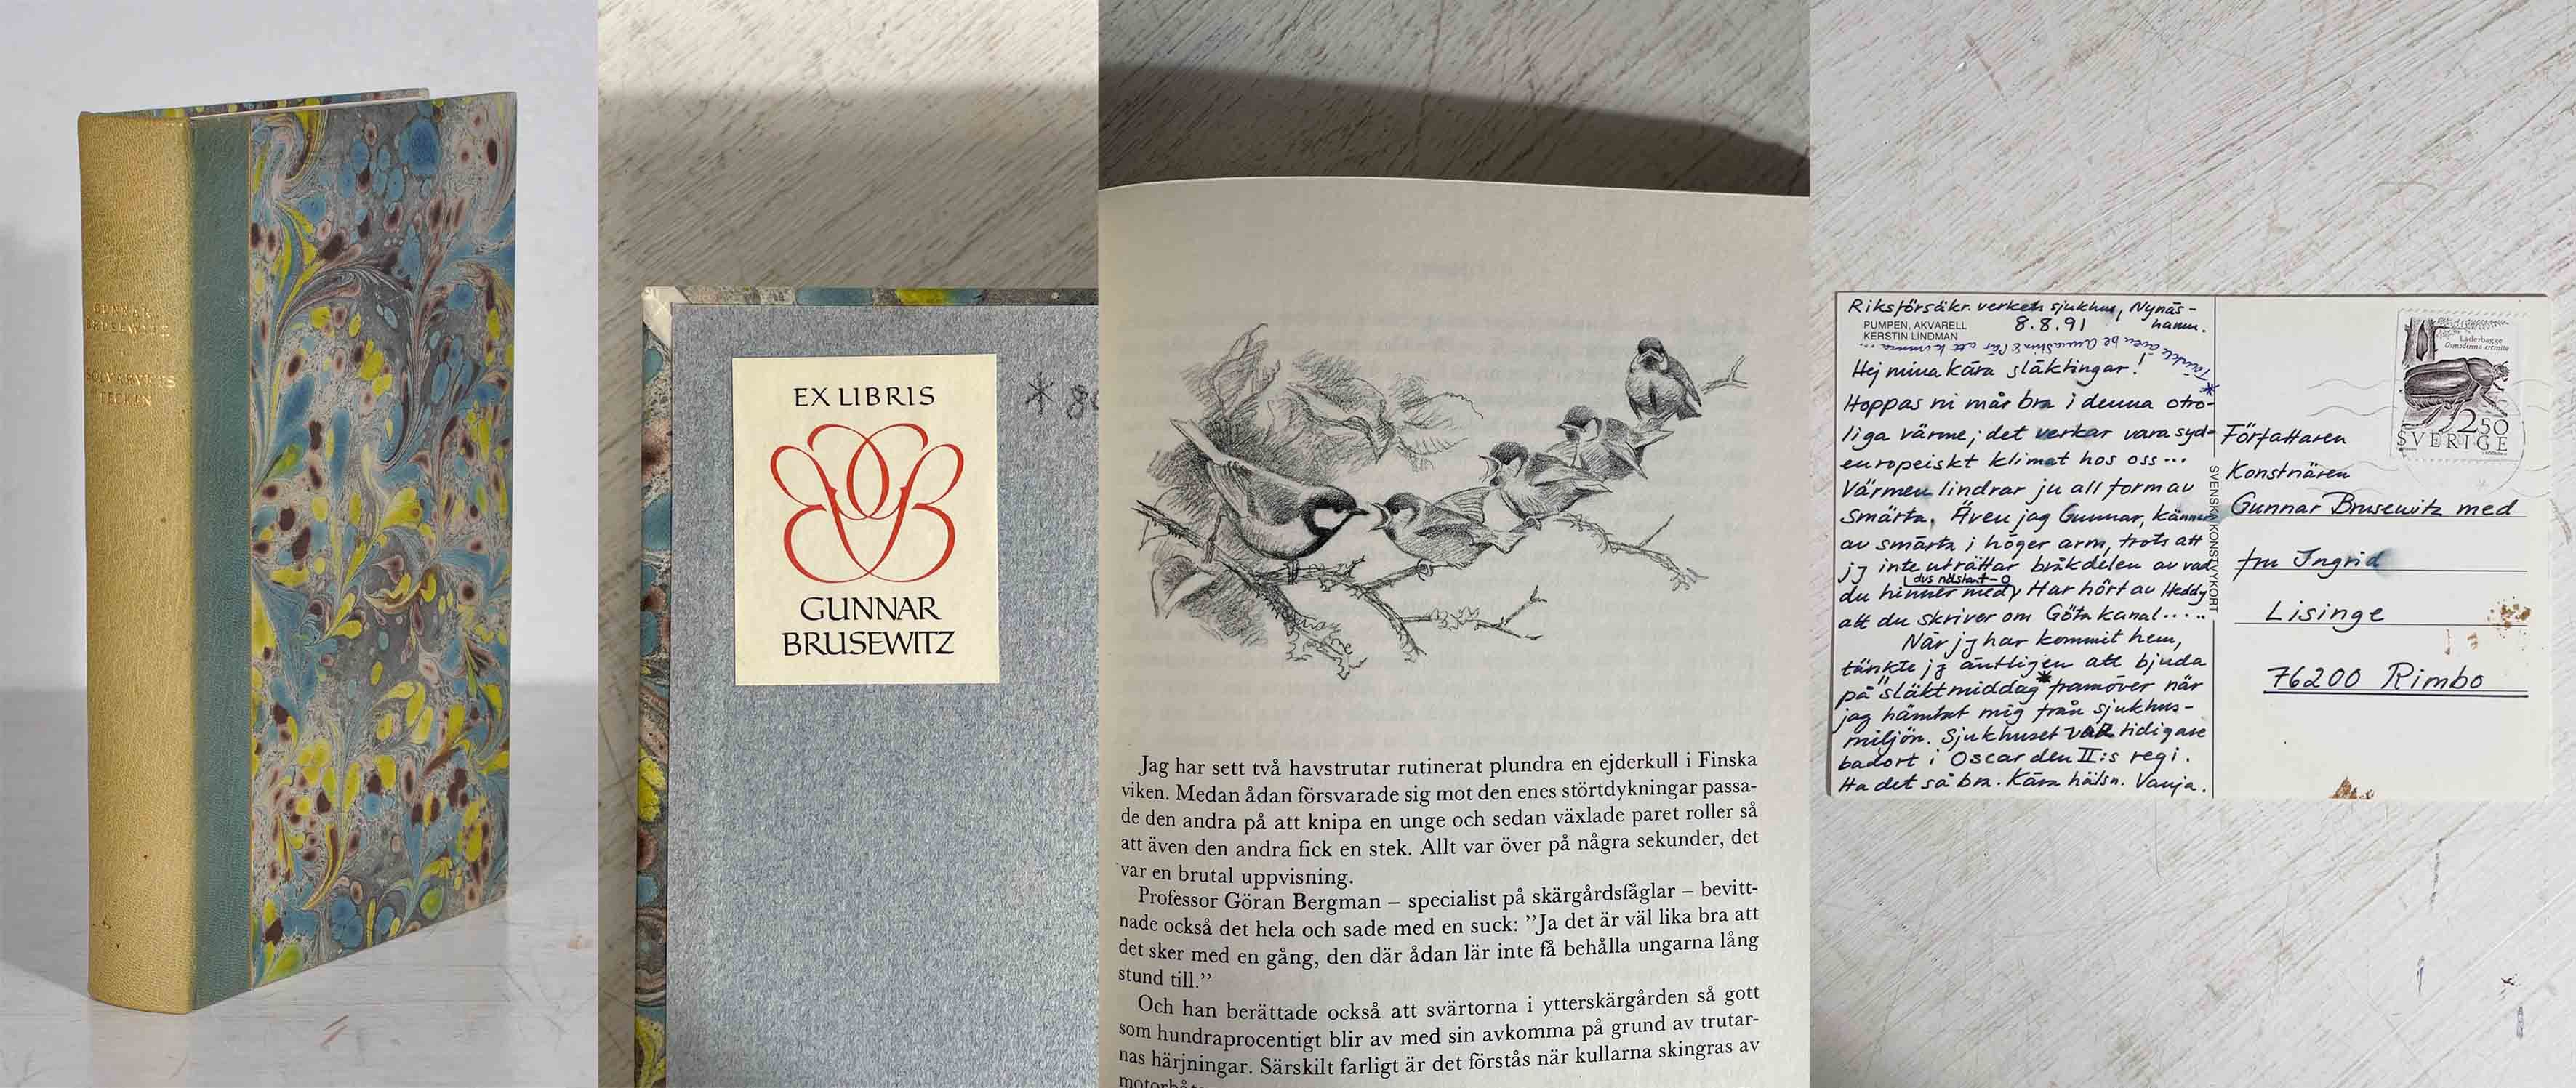 GUNNAR
BRUSEWITZ
SOLVARVETS
TECKEN
EX LIBRIS
GUNNAR
BRUSEWITZ
Jag har sett två havstrutar rutinerat plundra en ejderkull i Finska
viken. Medan ådan försvarade sig mot den enes störtdykningar passa-
de den andra på att knipa en unge och sedan växlade paret roller så
att även den andra fick en stek. Allt var över på några sekunder, det
var en brutal uppvisning.
Professor Göran Bergman – specialist på skärgårdsfåglar – bevitt-
nade också det hela och sade med en suck: ”Ja det är väl lika bra att
det sker med en gång, den där ådan lär inte få behålla ungarna lång
stund till.”
Och han berättade också att svärtorna i ytterskärgården så gott
som hundraprocentigt blir av med sin avkomma på grund av trutar-
nas härjningar. Särskilt farligt är det förstås när kullarna skingras av
Riksförsäkr. verkets sjukhus, Nynäs-
hamn.
8.8.91
PUMPEN, AKVARELL
KERSTIN LINDMAN
Hej mina kära släktingar!
Hoppas ni mår bra i denna otro-
liga värme; det verkar vara syd-
europeiskt klimat hos oss...
Värmen lindrar ju all form av
smärta. Även jag Gunnar, känner
av smärta i höger arm, trots att
jg inte uträttar bråkdelen av vad
du hinner med Har hört av Heddy
att du skriver om Göta kanal.....
När jg har kommit hem,
tänkte jg äntligen att bjuda
på "släktmiddag* framöver när
jag hämtat mig från sjukhus-
miljön. Sjukhuset VAR tidigare
badort i Oscar den II:s regi.
Ha det så bra. Kära hälsn. Vanja.
SVENSKA KONSTVYKORT
Läderbagge
Osmoderma eremita
250
SVERIGE
Författaren
Konstnären
Gunnar Brusewitz med
fru Ingrid
Lisinge
76200 Rimbo